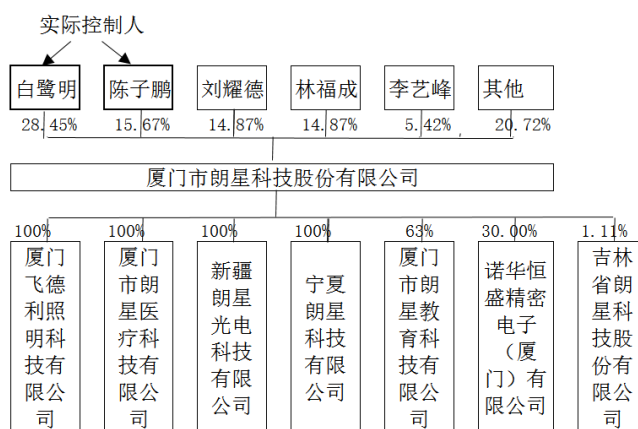 实际控制人
白鹭明 陈子鹏 刘耀德 林福成 李艺峰 其他
28.45% 15.67% 14.87% 14.87% 5.42% 20.72%
厦门市朗星科技股份有限公司
100% 100% 100% 100% 63% 30.00% 1.11%
厦门
飞德
利照
明科
技有
限公
司
厦门
市朗
星医
疗科
技有
限公
司
新疆
朗星
光电
科技
有限
公司
宁夏
朗星
科技
有限
公司
厦门
市朗
星教
育科
技有
限公
司
诺华恒
盛精密
电子
（厦
门）有
限公司
吉林
省朗
星科
技股
份有
限公
司